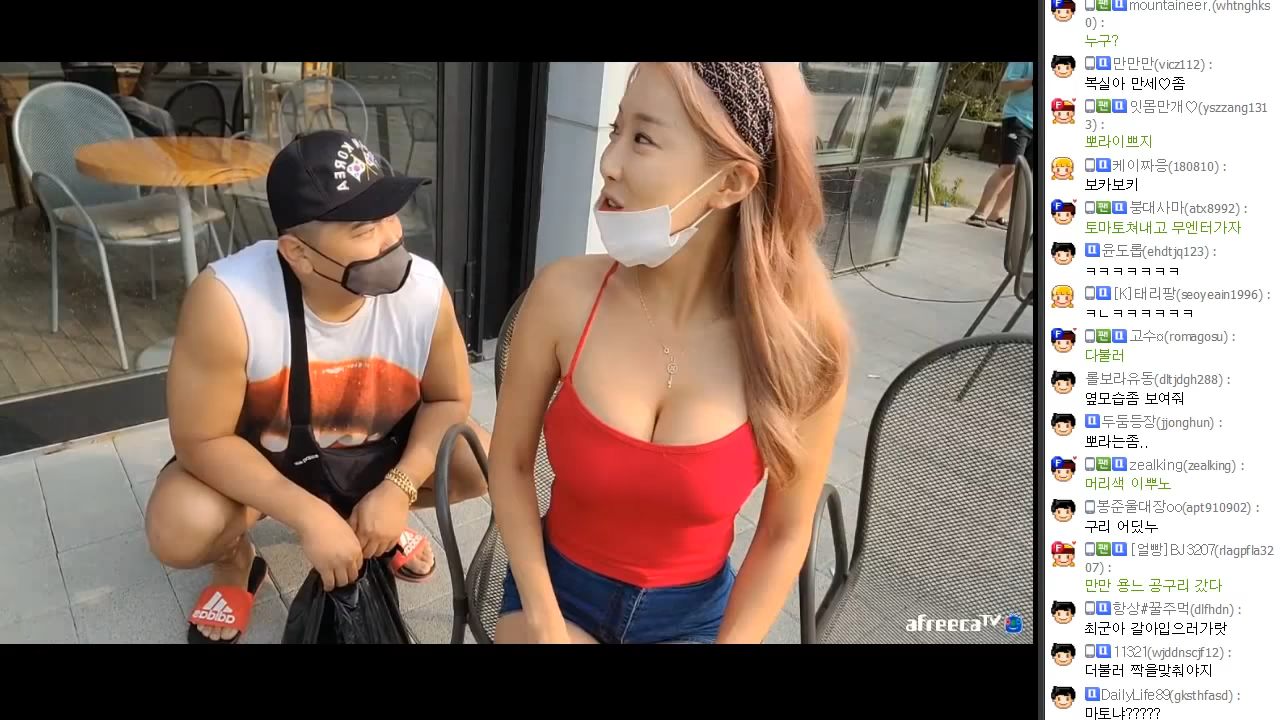 KOREA
adidas
afreecaTV
mountaineer.(whtnghks
0) :
누구?
만만만(vicz112) :
복실아 만세♡좀
팬 잇몸만개♡(yszzang131
3) :
뽀라이쁘지
케이짜응(180810) :
보카보키
팬 붕대사마(atx8992) :
토마토쳐내고 무엔터가자
윤도롭(ehdtjq123) :
ㅋㅋㅋㅋㅋㅋㅋ
[K]태리팡(seoyeain1996) :
ㅋㄴㅋㅋㅋㅋㅋㅋ
팬 고수¤(romagosu) :
다불러
롤보라유동(dltjdgh288) :
옆모습좀 보여줘
두둠등장(jjonghun) :
뽀라는좀..
팬 zealking(zealking) :
머리색 이뿌노
봉준울대장oo(apt910902) :
구리 어딨누
팬 [얼빵]BJ3207(rlagpfla32
07) :
만만 용느 공구리 갔다
항상#꿀주먹(dlfhdn) :
최군아 갈아입으러가랏
11321(wjddnscjf12) :
더불러 짝을맞춰야지
DailyLife89(gksthfasd) :
마토냐?????